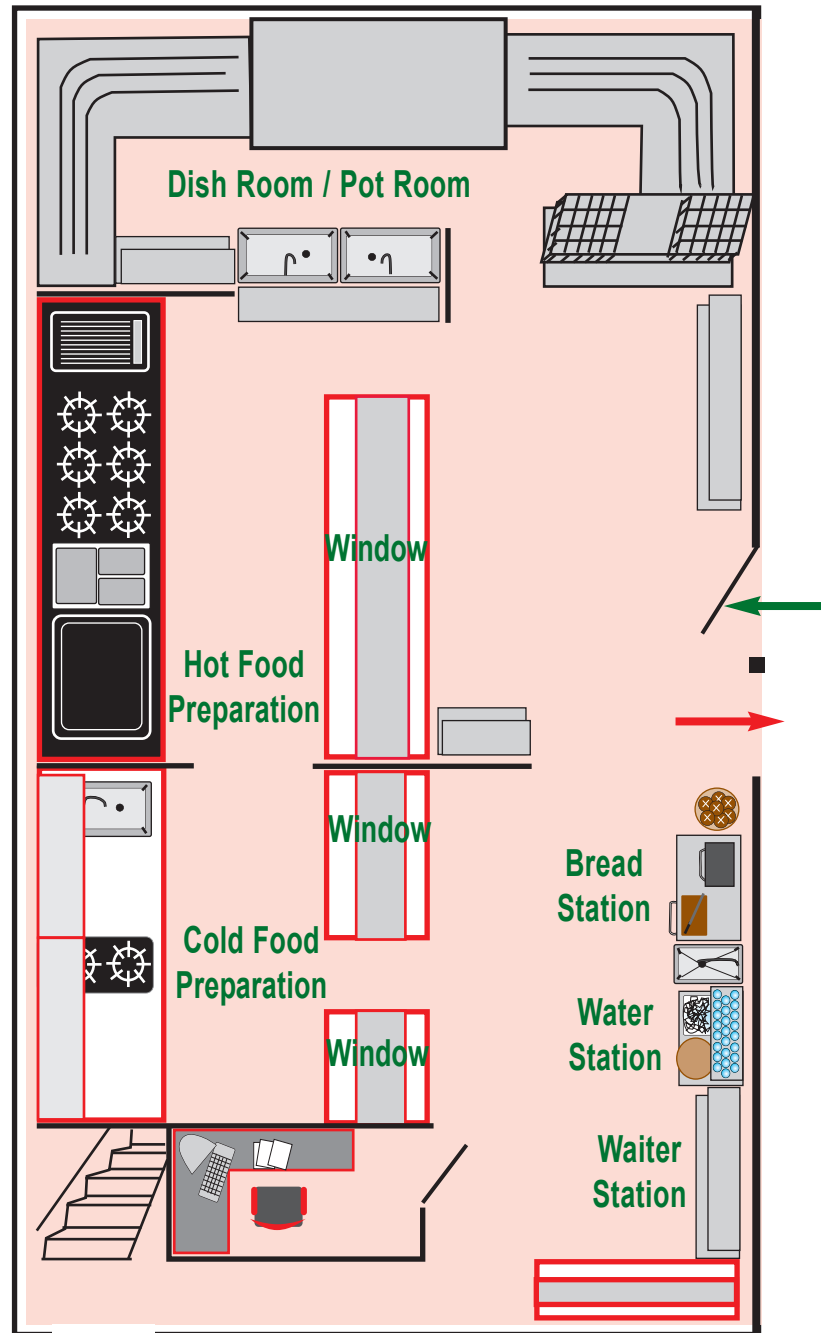 Dish Room / Pot Room
Window
Hot Food
Preparation
Window
Bread
Station
Cold Food
Preparation
Water
Station
Window
Waiter
Station